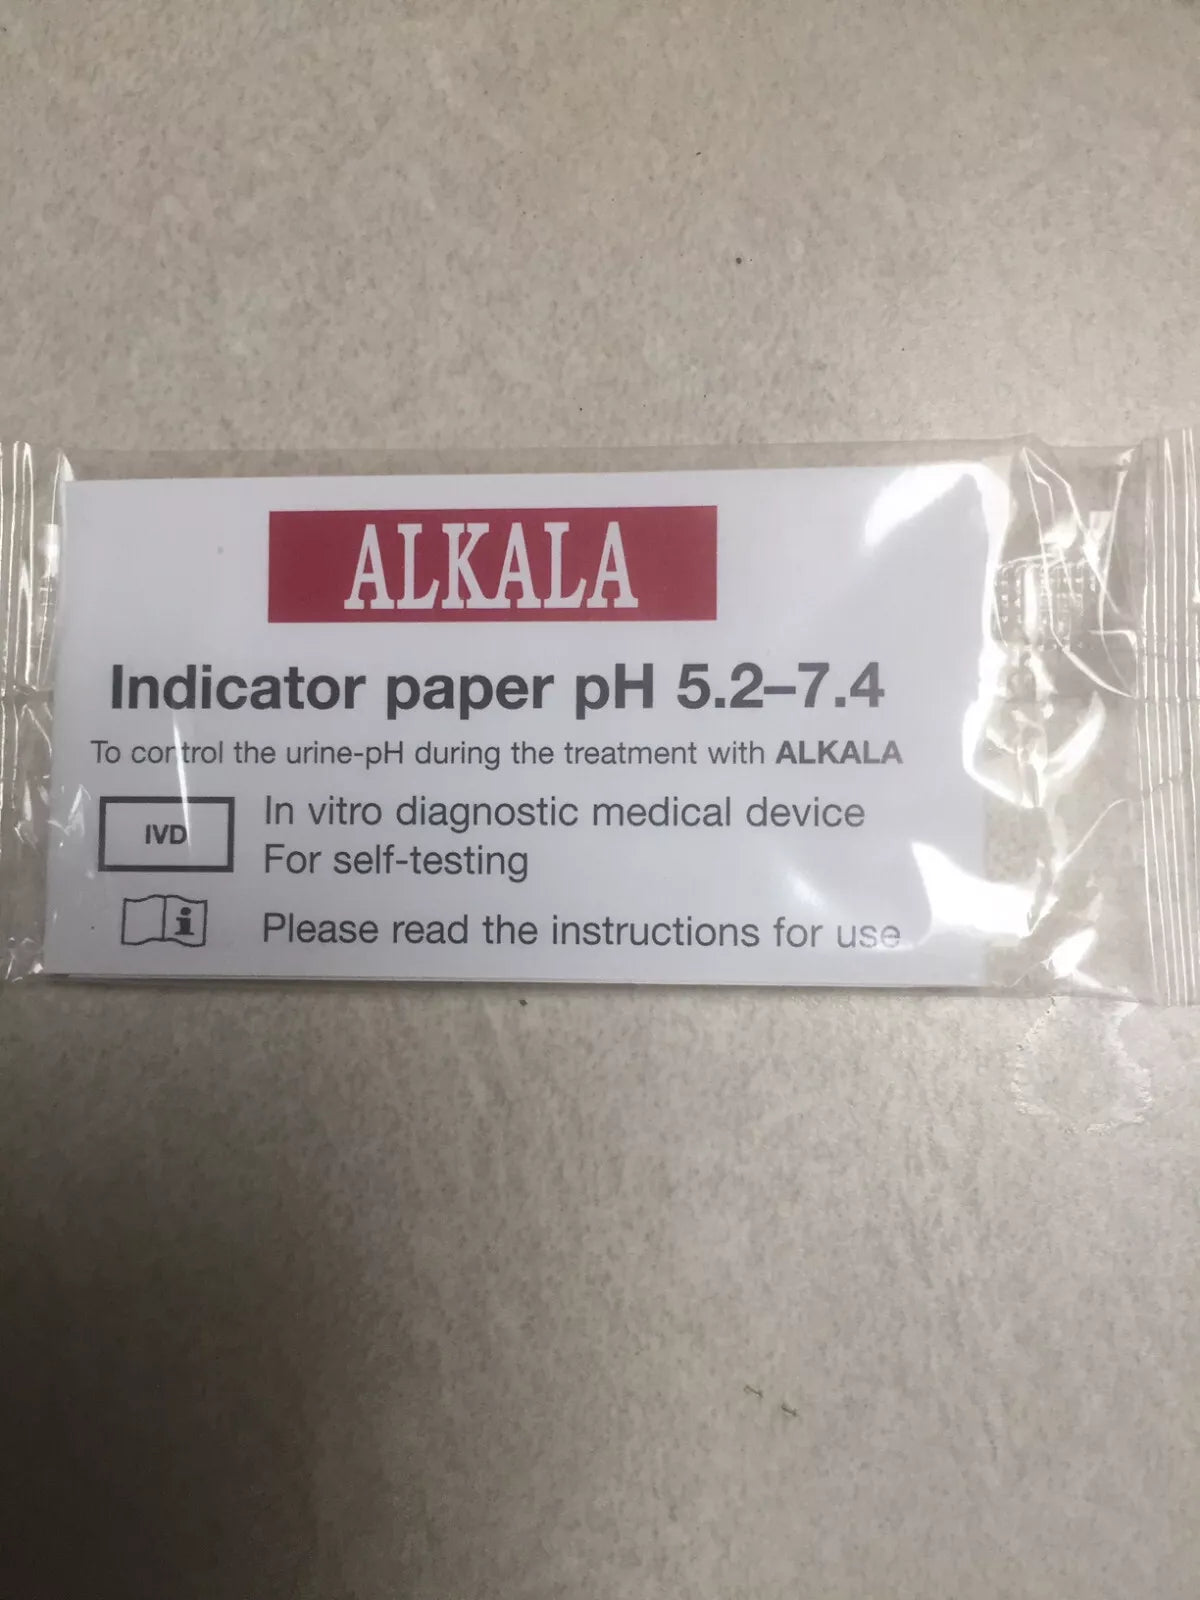 ALKALA
Indicator paper pH 5.2–7.4
To control the urine-pH during the treatment with ALKALA
IVD
In vitro diagnostic medical device
For self-testing
i
Please read the instructions for use